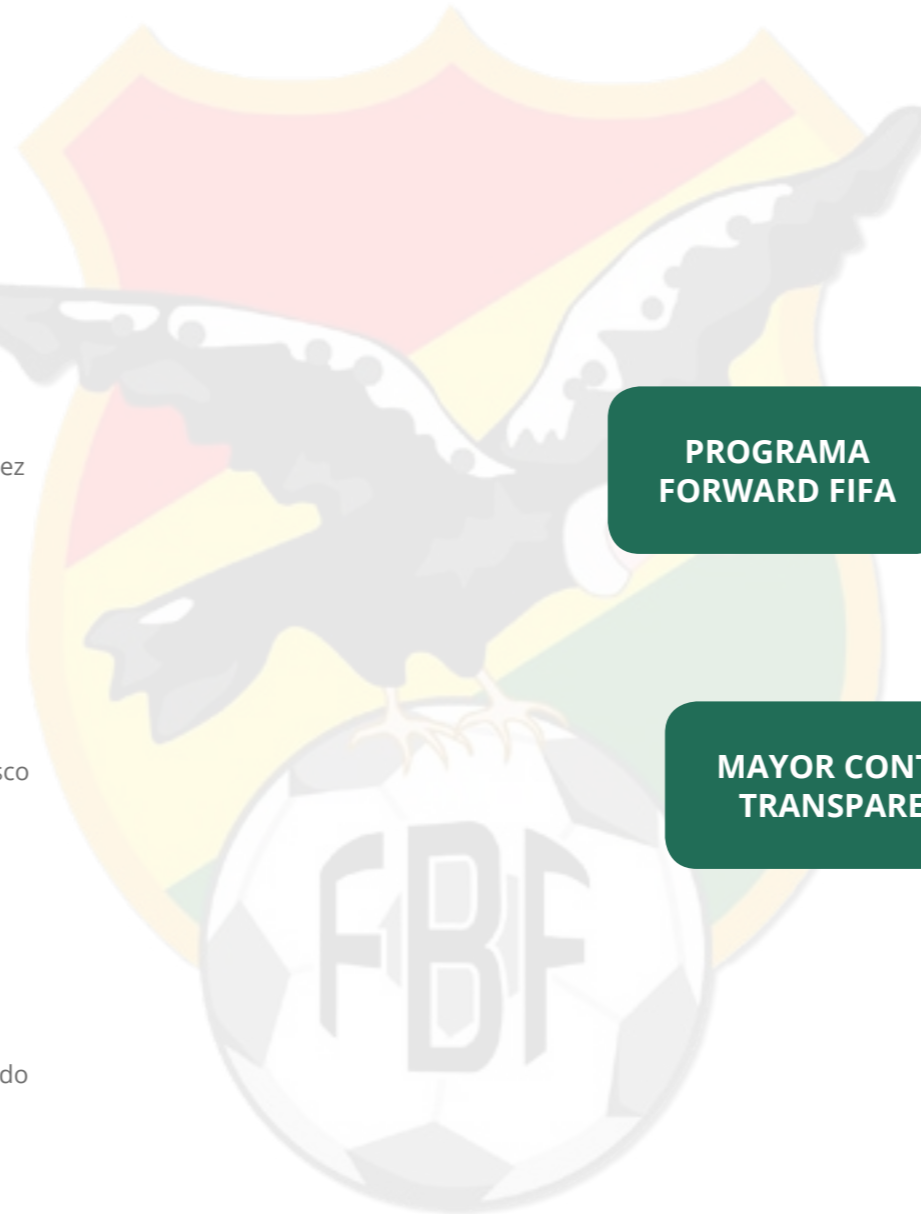 ez
PROGRAMA
FORWARD FIFA
sco
MAYOR CONT
TRANSPARE
FBF
do